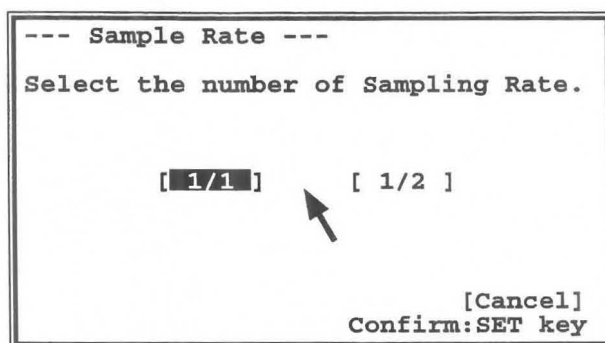 --- Sample Rate ---
Select the number of Sampling Rate.
[ 1/1 ] [ 1/2 ]
[Cancel]
Confirm:SET key